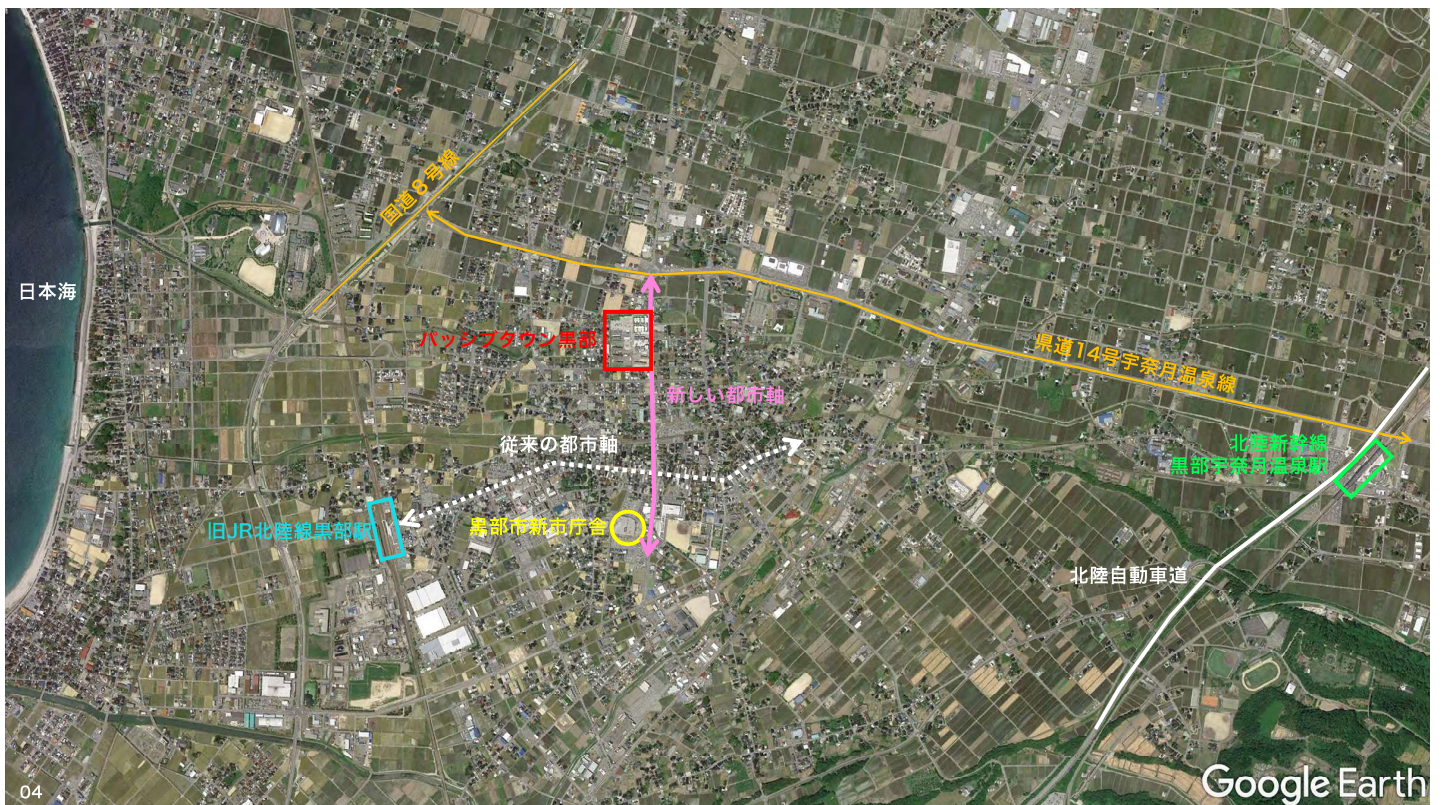 国道8号線
日本海
パッシブタウン黒部
県道14号宇奈月温泉線
新しい都市軸
従来の都市軸
北陸新幹線
黒部宇奈月温泉駅
旧JR北陸線黒部駅
黒部市新市庁舎
北陸自動車道
04
Google Earth